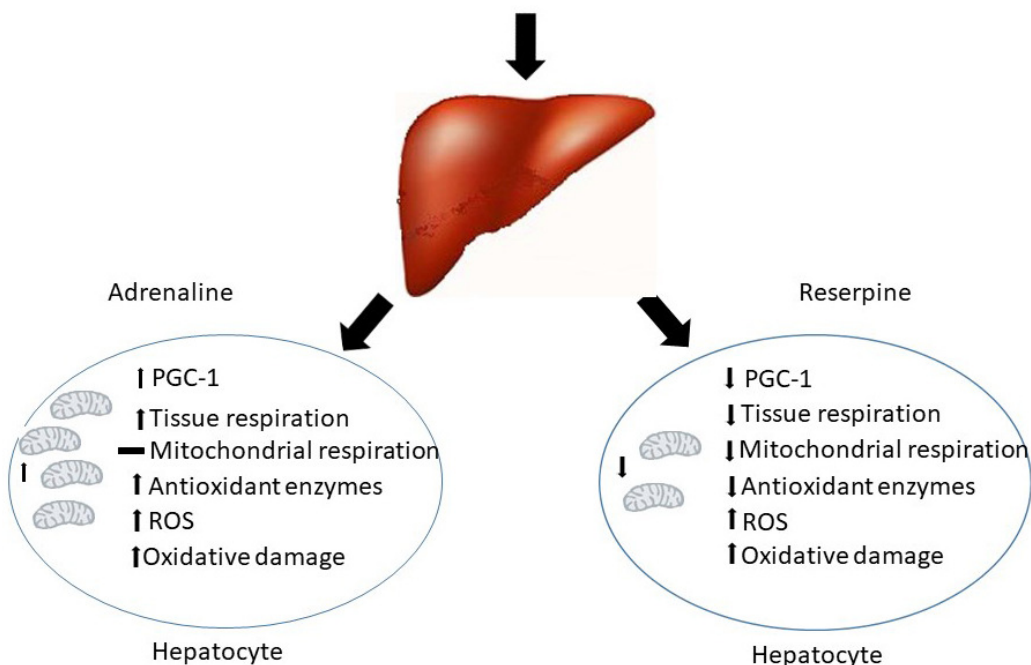 Adrenaline
Reserpine
PGC-1
Tissue respiration
Mitochondrial respiration
Antioxidant enzymes
ROS
Oxidative damage
Hepatocyte
PGC-1
Tissue respiration
Mitochondrial respiration
Antioxidant enzymes
ROS
Oxidative damage
Hepatocyte